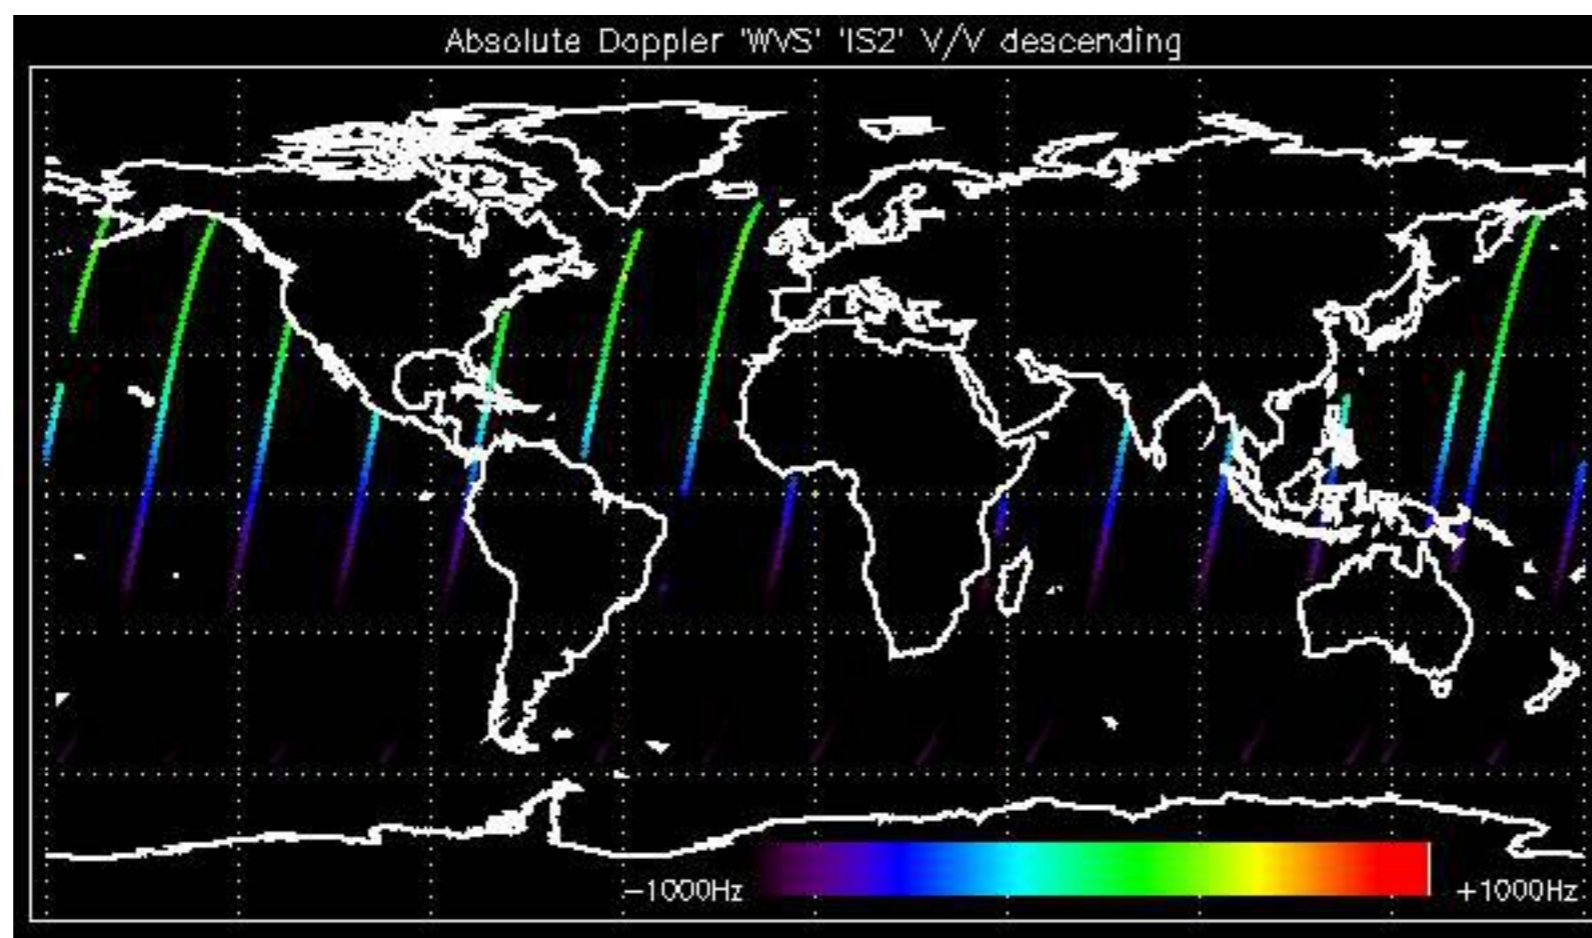 Absolute Doppler 'WVS' 'IS2' V/V descending
−1000Hz
+1000Hz